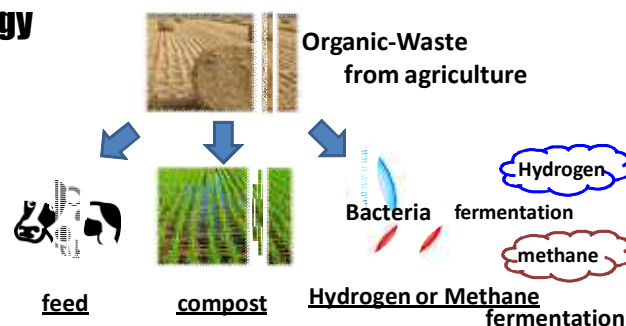 gy
Organic-Waste
from agriculture
Hydrogen
Bacteria fermentation
methane
feed
compost
Hydrogen or Methane
fermentation